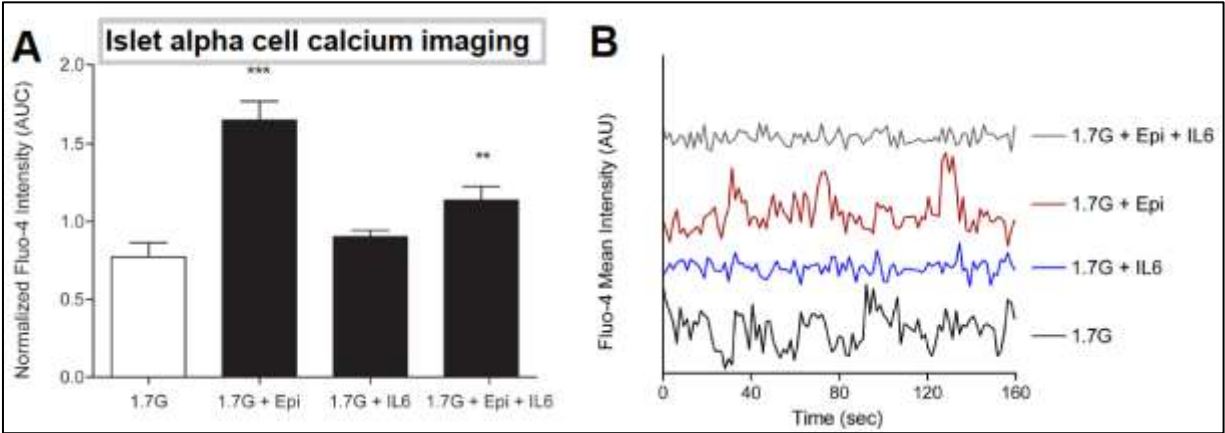 A
Islet alpha cell calcium imaging
Normalized Fluo-4 Intensity (AUC)
2.0
1.5
1.0
0.5
0.0
***
**
1.7G
1.7G + Epi
1.7G + IL6
1.7G + Epi + IL6
B
Fluo-4 Mean Intensity (AU)
1.7G + Epi + IL6
1.7G + Epi
1.7G + IL6
1.7G
0
40
80
120
160
Time (sec)